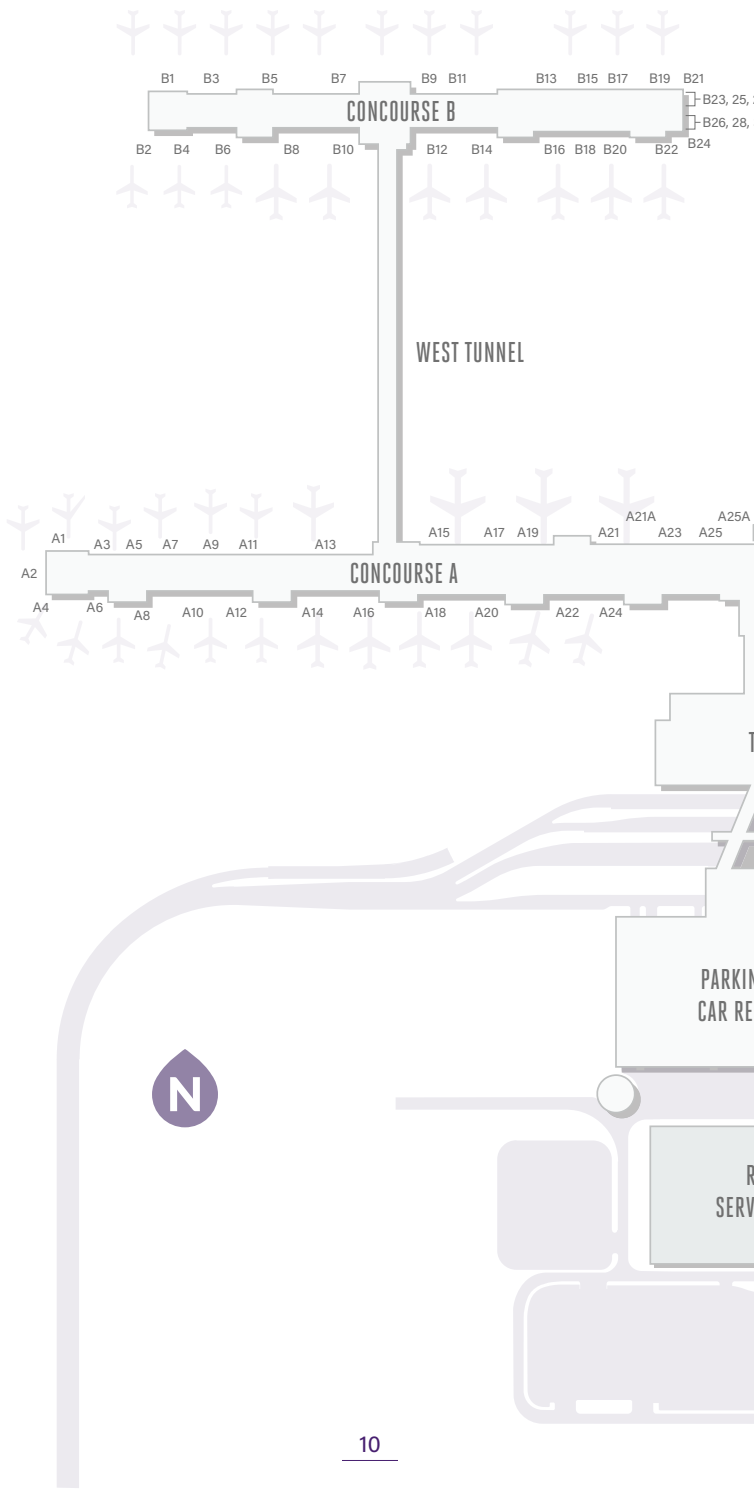 B1 B3 B5 B7 B9 B11 B13 B15 B17 B19 B21
B23, 25,
CONCOURSE B
B26, 28,
B24
B2 B4 B6 B8 B10 B12 B14 B16 B18 B20 B22
WEST TUNNEL
A21A A25A
A1 A3 A5 A7 A9 A11 A13 A15 A17 A19 A21 A23 A25
A2
CONCOURSE A
A4 A6 A8 A10 A12 A14 A16 A18 A20 A22 A24
T
PARKIN
CAR RE
N
R
SERV
10